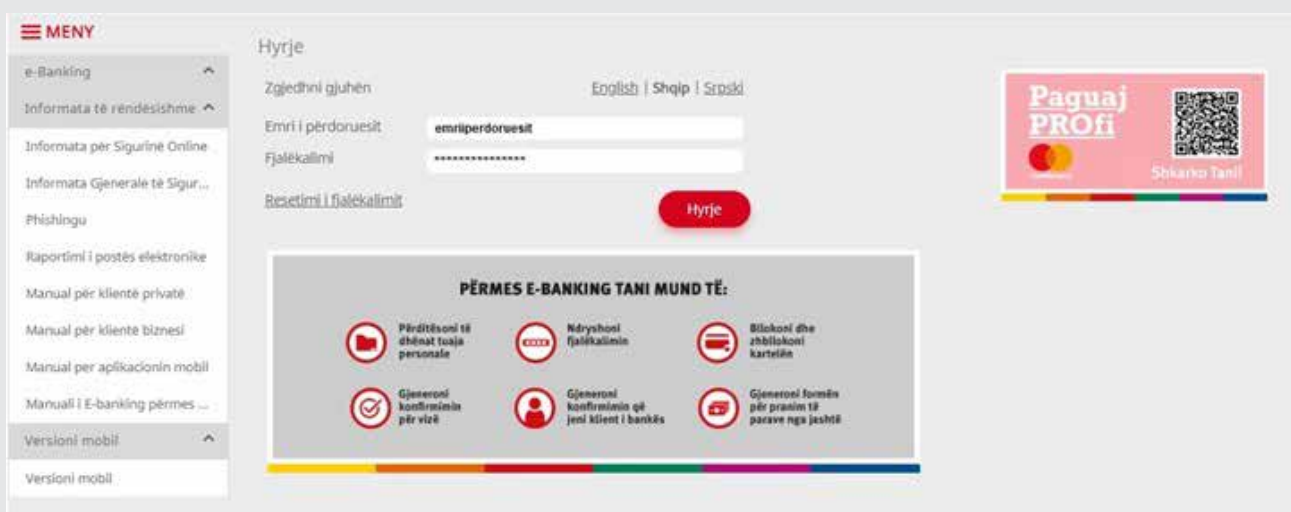 MENY
e-Banking
Informata të rëndësishme
Informata për Sigurinë Online
Informata Gjenerale të Sigur...
Phishingu
Raportimi i postës elektronike
Manual për klientë privatë
Manual për klientë biznesi
Manual per aplikacionin mobil
Manuali i E-banking përmes ...
Versioni mobil
Versioni mobil
Hyrje
Zgjedhni gjuhën
English | Shqip | Srpski
Emri i përdoruesit
emriiperdoruesit
Fjalëkalimi
***************
Resetimi i fjalëkalimit
Hyrje
PËRMES E-BANKING TANI MUND TË:
Përditësoni të
dhënat tuaja
personale
Ndryshoni
fjalëkalimin
Bllokoni dhe
zhbllokoni
kartelën
Gjeneroni
konfirmimin
për vizë
Gjeneroni
konfirmimin që
jeni klient i bankës
Gjeneroni formën
për pranim të
parave nga jashtë
Paguaj
PROfi
Shkarko Tani!